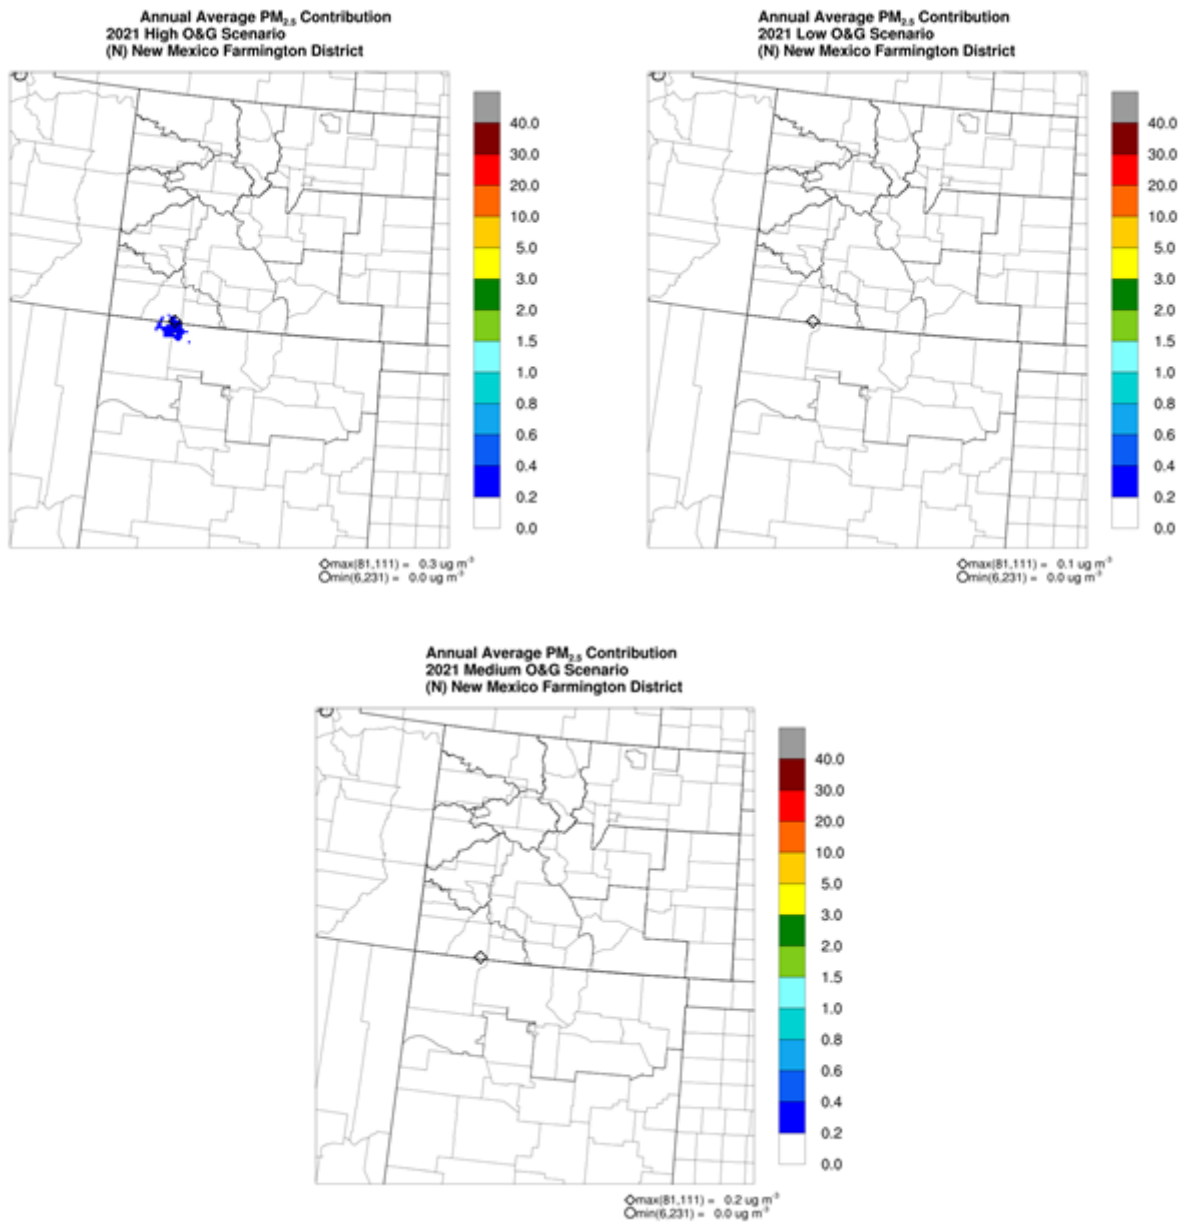 Annual Average PM2.5 Contribution
2021 High O&G Scenario
(N) New Mexico Farmington District
40.0
30.0
20.0
10.0
5.0
3.0
2.0
1.5
1.0
0.8
0.6
0.4
0.2
0.0
max(81,111) = 0.3 ug m-3
min(6,231) = 0.0 ug m-3
Annual Average PM2.5 Contribution
2021 Low O&G Scenario
(N) New Mexico Farmington District
40.0
30.0
20.0
10.0
5.0
3.0
2.0
1.5
1.0
0.8
0.6
0.4
0.2
0.0
max(81,111) = 0.1 ug m-3
min(6,231) = 0.0 ug m-3
Annual Average PM2.5 Contribution
2021 Medium O&G Scenario
(N) New Mexico Farmington District
40.0
30.0
20.0
10.0
5.0
3.0
2.0
1.5
1.0
0.8
0.6
0.4
0.2
0.0
max(81,111) = 0.2 ug m-3
min(6,231) = 0.0 ug m-3